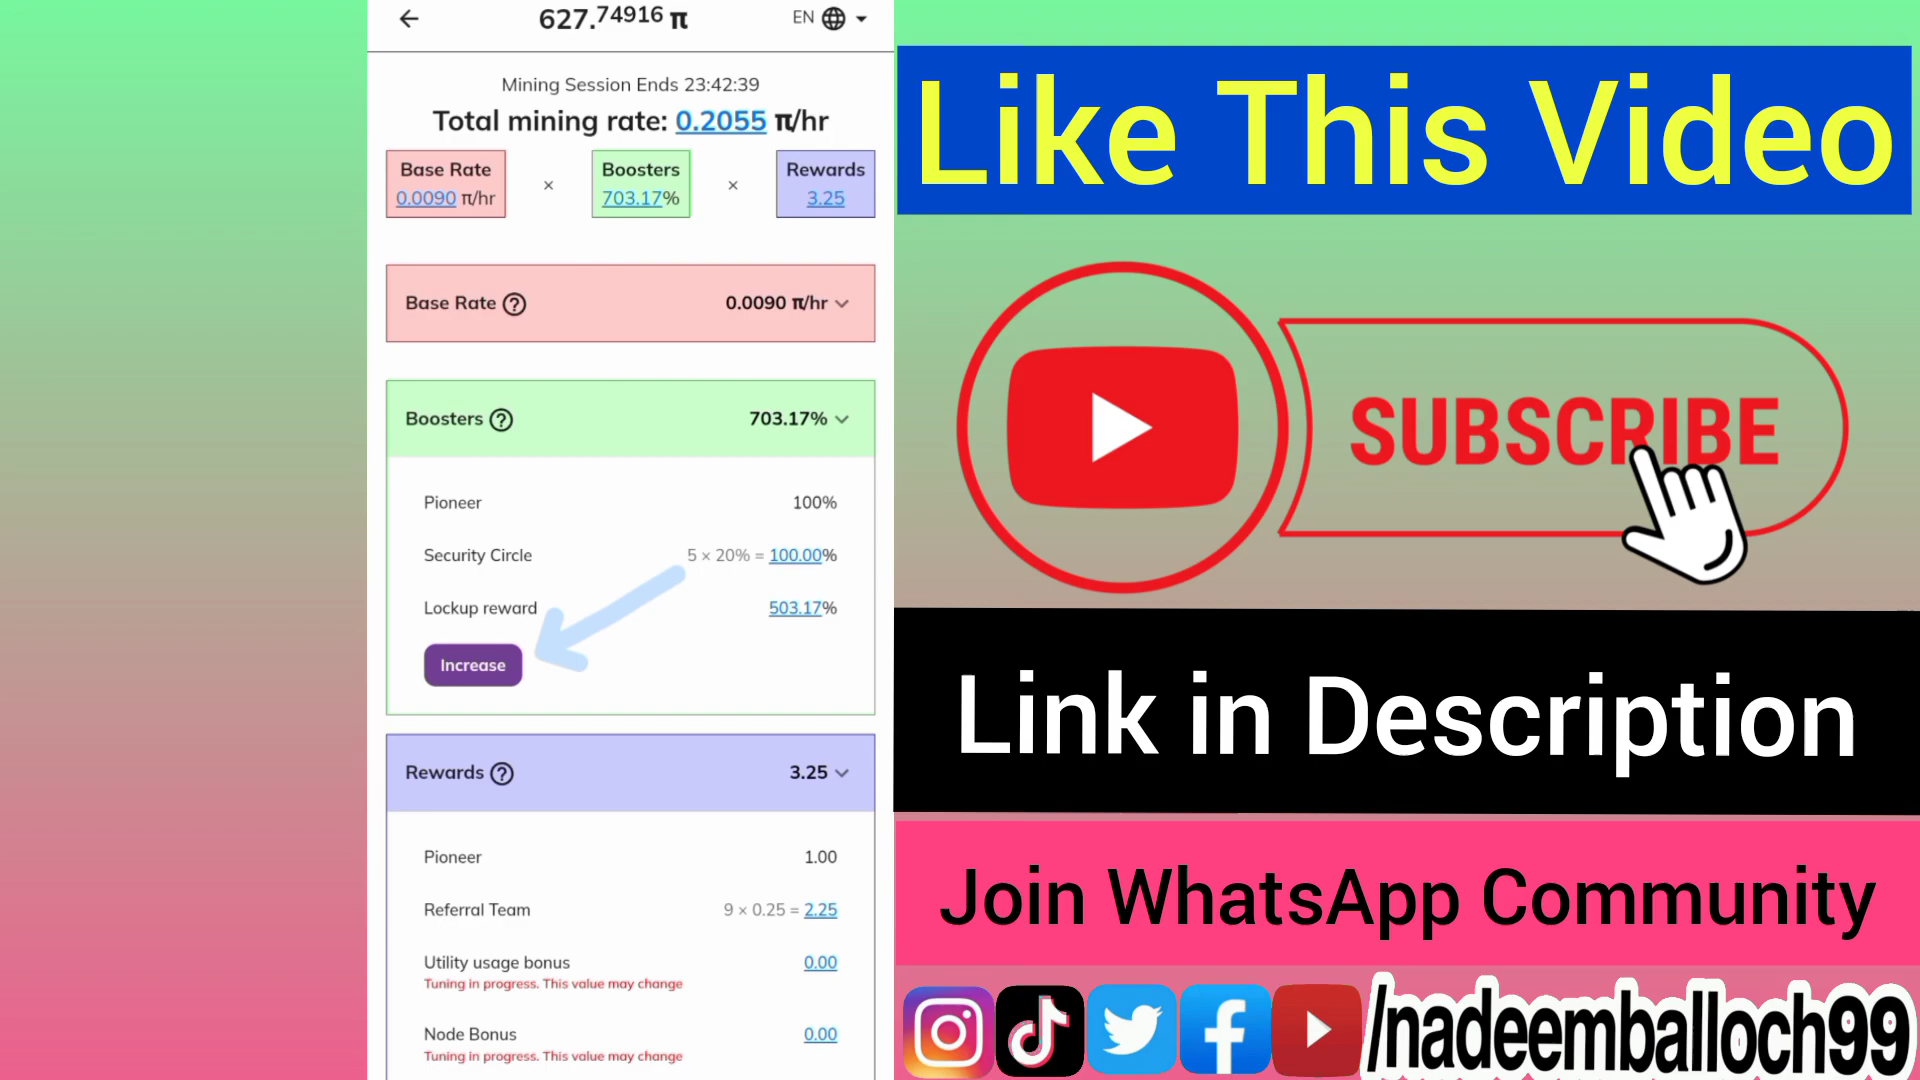 627.74916 π
EN
Mining Session Ends 23:42:39
Total mining rate: 0.2055 π/hr
Base Rate
0.0090 π/hr
×
Boosters
703.17%
×
Rewards
3.25
Base Rate ?
0.0090 π/hr
Boosters ?
703.17%
Pioneer
100%
Security Circle
5 × 20% = 100.00%
Lockup reward
503.17%
Increase
Rewards ?
3.25
Pioneer
1.00
Referral Team
9 × 0.25 = 2.25
Utility usage bonus
0.00
Tuning in progress. This value may change
Node Bonus
0.00
Tuning in progress. This value may change
Like This Video
SUBSCRIBE
Link in Description
Join WhatsApp Community
/nadeemballoch99